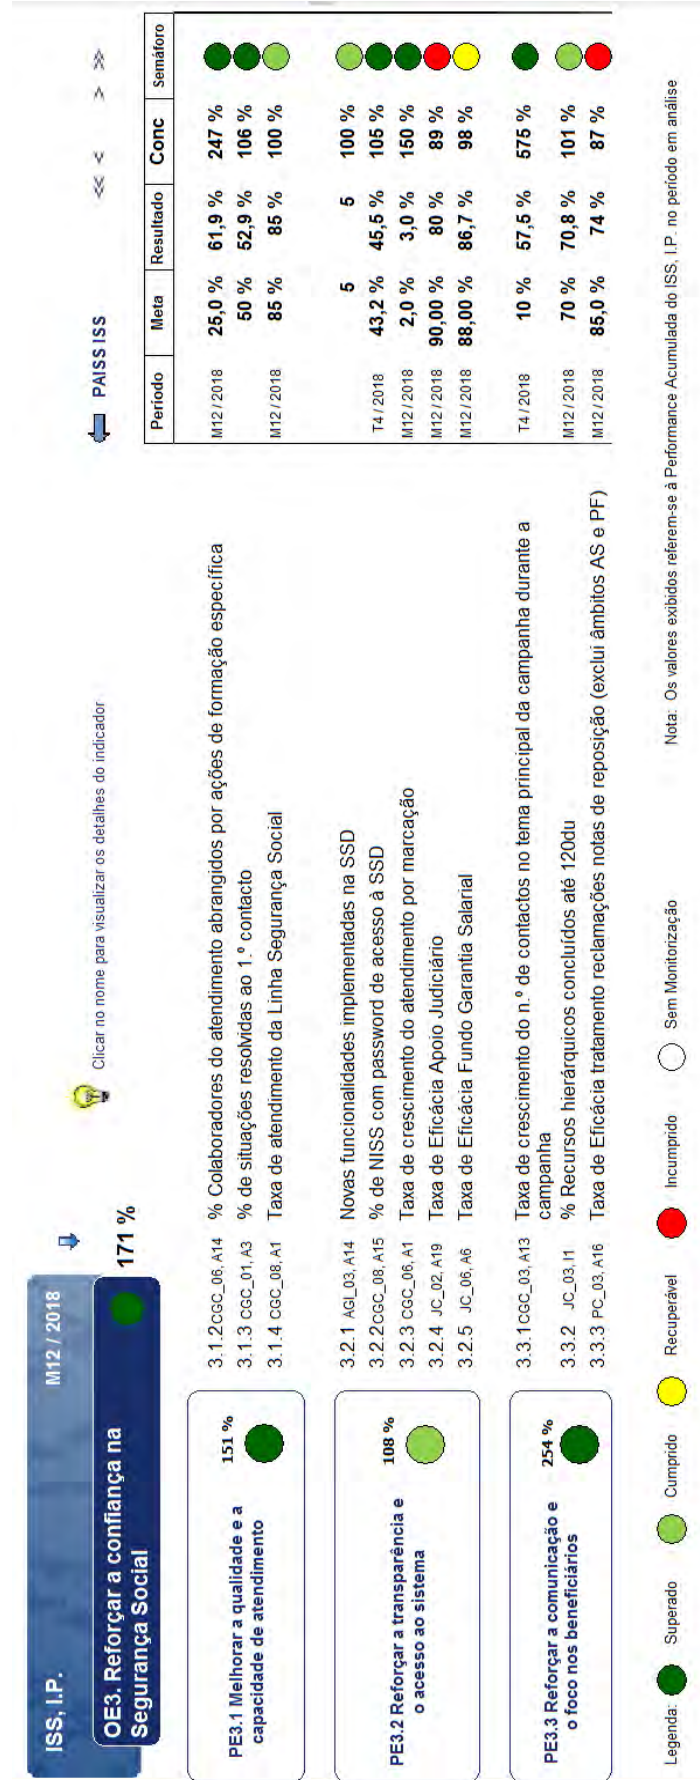 ISS, I.P.
M12 / 2018
OE3. Reforçar a confiança na
Segurança Social
171 %
Clicar no nome para visualizar os detalhes do indicador
PAISS ISS
<< < > >>
Período Meta Resultado Conc Semáforo
PE3.1 Melhorar a qualidade e a
capacidade de atendimento
151 %
3.1.2 CGC_06, A14 % Colaboradores do atendimento abrangidos por ações de formação específica M12 / 2018 25,0 % 61,9 % 247 %
3.1.3 CGC_01, A3 % de situações resolvidas ao 1.º contacto 50 % 52,9 % 106 %
3.1.4 CGC_08, A1 Taxa de atendimento da Linha Segurança Social M12 / 2018 85 % 85 % 100 %
PE3.2 Reforçar a transparência e
o acesso ao sistema
108 %
3.2.1 AGI_03, A14 Novas funcionalidades implementadas na SSD 5 5 100 %
3.2.2 CGC_08, A15 % de NISS com password de acesso à SSD T4 / 2018 43,2 % 45,5 % 105 %
3.2.3 CGC_06, A1 Taxa de crescimento do atendimento por marcação M12 / 2018 2,0 % 3,0 % 150 %
3.2.4 JC_02, A19 Taxa de Eficácia Apoio Judiciário M12 / 2018 90,00 % 80 % 89 %
3.2.5 JC_06, A6 Taxa de Eficácia Fundo Garantia Salarial M12 / 2018 88,00 % 86,7 % 98 %
PE3.3 Reforçar a comunicação e
o foco nos beneficiários
254 %
3.3.1 CGC_03, A13 Taxa de crescimento do n.º de contactos no tema principal da campanha durante a T4 / 2018 10 % 57,5 % 575 %
campanha
3.3.2 JC_03, I1 % Recursos hierárquicos concluídos até 120du M12 / 2018 70 % 70,8 % 101 %
3.3.3 PC_03, A16 Taxa de Eficácia tratamento reclamações notas de reposição (exclui âmbitos AS e PF) M12 / 2018 85,0 % 74 % 87 %
Legenda: Superado Cumprido Recuperável Incumprido Sem Monitorização Nota: Os valores exibidos referem-se à Performance Acumulada do ISS, I.P. no período em análise